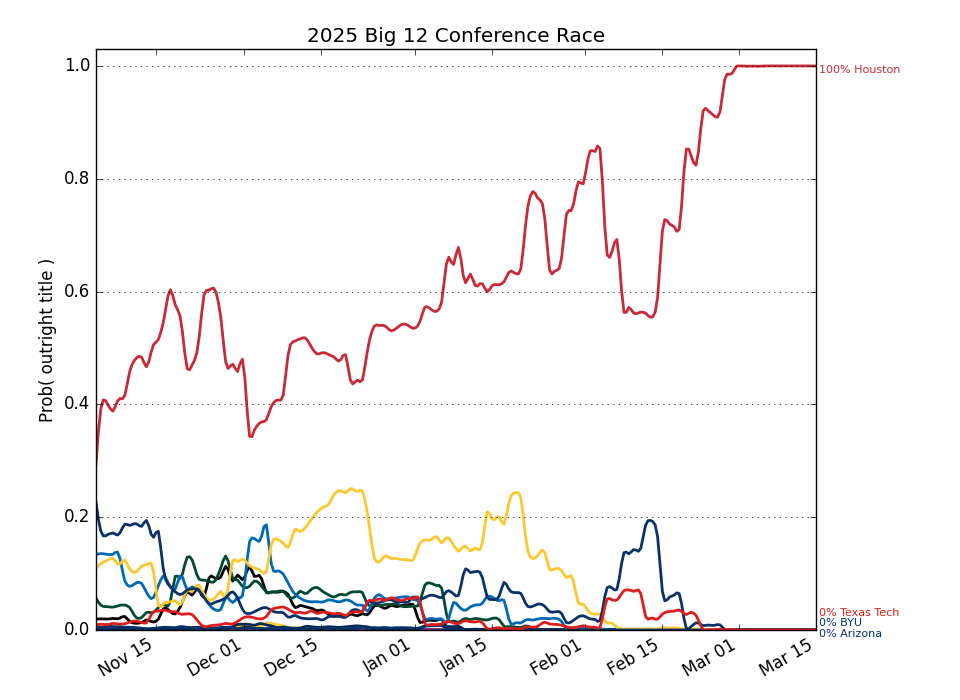 2025 Big 12 Conference Race
Prob( outright title )
1.0
0.8
0.6
0.4
0.2
0.0
100% Houston
0% Texas Tech
0% BYU
0% Arizona
Nov 15
Dec 01
Dec 15
Jan 01
Jan 15
Feb 01
Feb 15
Mar 01
Mar 15